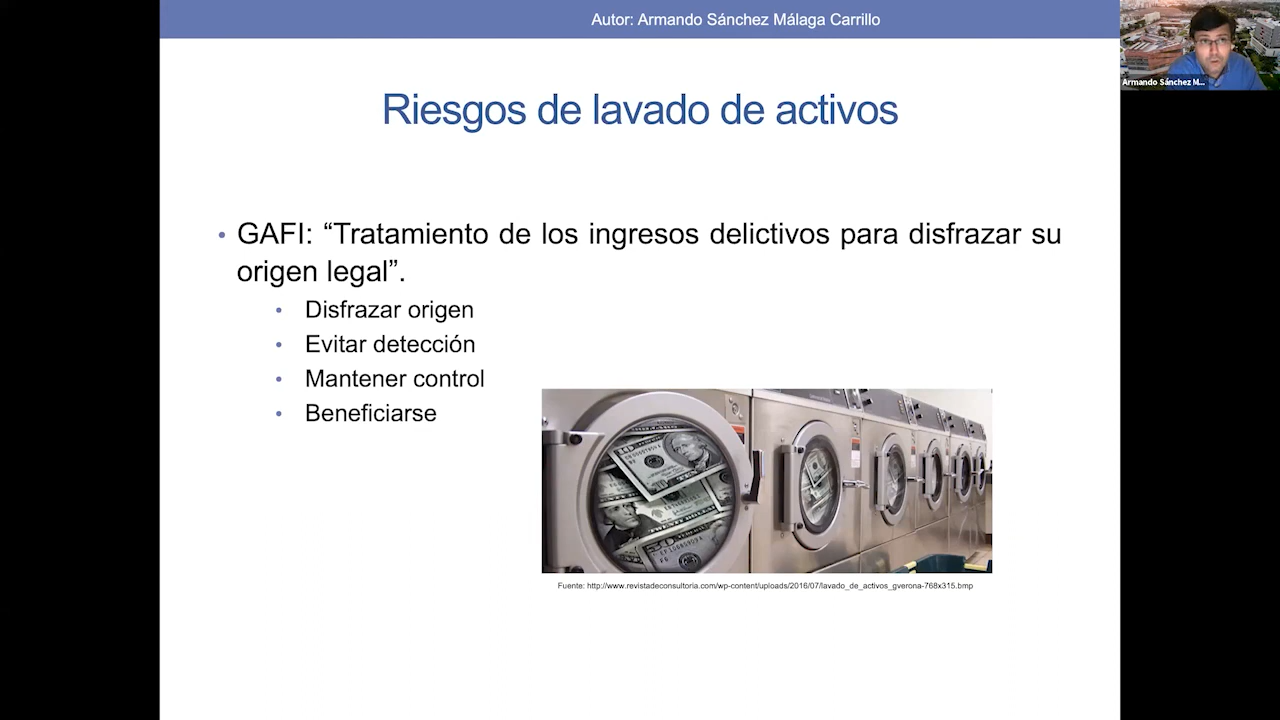 Autor: Armando Sánchez Málaga Carrillo
Armando Sánchez M...
Riesgos de lavado de activos
• GAFI: “Tratamiento de los ingresos delictivos para disfrazar su
origen legal”.
• Disfrazar origen
• Evitar detección
• Mantener control
• Beneficiarse
Fuente: http://www.revistadeconsultoria.com/wp-content/uploads/2016/07/lavado_de_activos_gverona-768x315.bmp